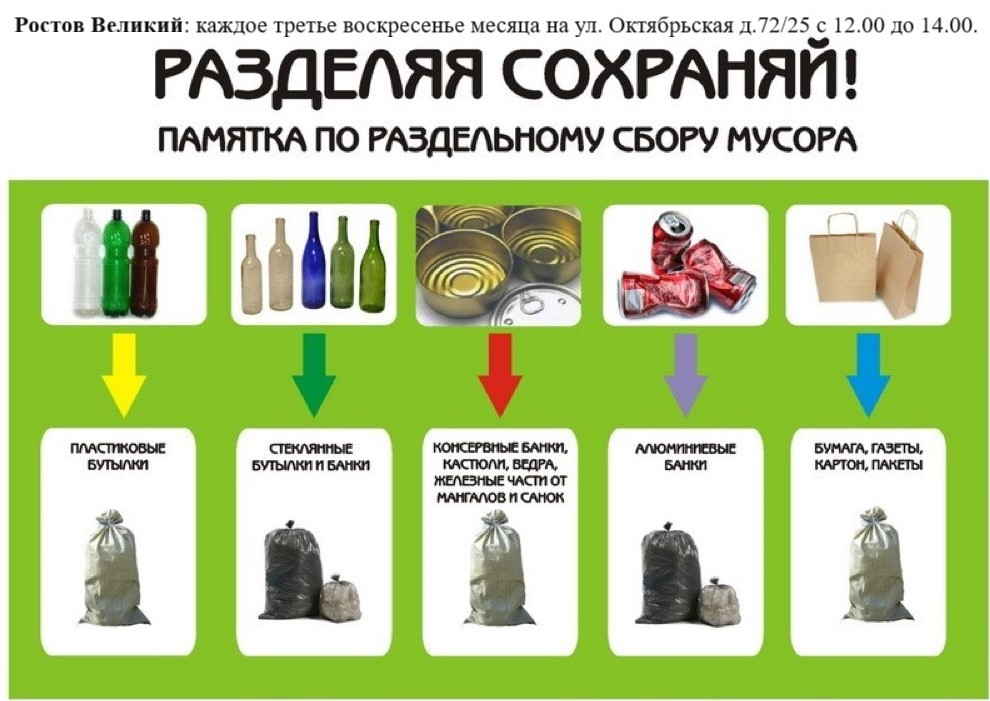 Ростов Великий: каждое третье воскресенье месяца на ул. Октябрьская д.72/25 с 12.00 до 14.00.
РАЗДЕЛЯЯ СОХРАНЯЙ!
ПАМЯТКА ПО РАЗДЕЛЬНОМУ СБОРУ МУСОРА
ПЛАСТИКОВЫЕ
БУТЫЛКИ
СТЕКЛЯННЫЕ
БУТЫЛКИ И БАНКИ
КОНСЕРВНЫЕ БАНКИ,
КАСТЮЛИ, ВЕДРА,
ЖЕЛЕЗНЫЕ ЧАСТИ ОТ
МАНГАЛОВ И САНОК
АЛЮМИНИЕВЫЕ
БАНКИ
БУМАГА, ГАЗЕТЫ,
КАРТОН, ПАКЕТЫ